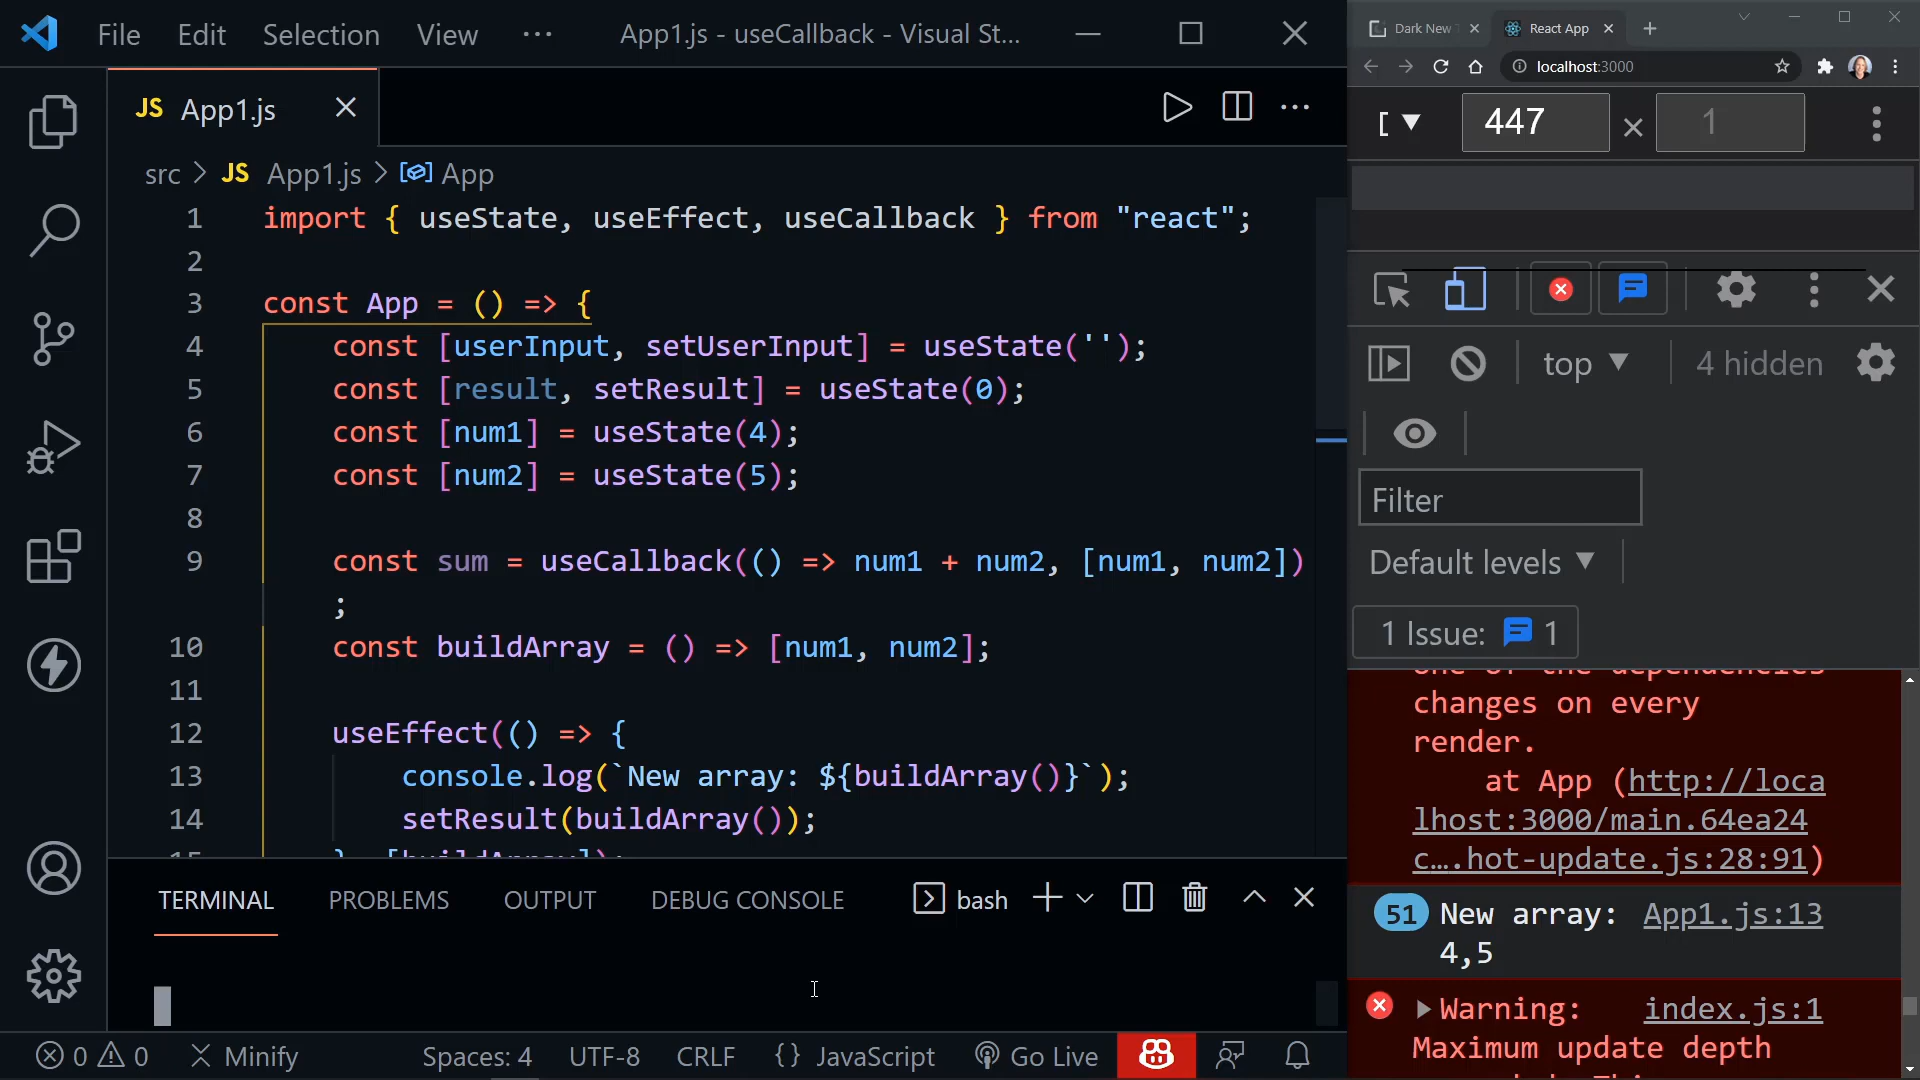 File Edit Selection View ··· App1.js - useCallback - Visual St...
JS App1.js
src > JS App1.js > App
1 import { useState, useEffect, useCallback } from "react";
2
3 const App = () => {
4 const [userInput, setUserInput] = useState('');
5 const [result, setResult] = useState(0);
6 const [num1] = useState(4);
7 const [num2] = useState(5);
8
9 const sum = useCallback(() => num1 + num2, [num1, num2])
;
10 const buildArray = () => [num1, num2];
11
12 useEffect(() => {
13 console.log(`New array: ${buildArray()}`);
14 setResult(buildArray());
15 }, [buildArray]);
TERMINAL PROBLEMS OUTPUT DEBUG CONSOLE bash
0 0 Minify Spaces: 4 UTF-8 CRLF {} JavaScript Go Live
Dark New React App
localhost:3000
[ 447 × 1
top 4 hidden
Filter
Default levels
1 Issue: 1
one of the dependencies
changes on every
render.
at App (http://loca
lhost:3000/main.64ea24
c….hot-update.js:28:91)
51 New array: App1.js:13
4,5
Warning: index.js:1
Maximum update depth